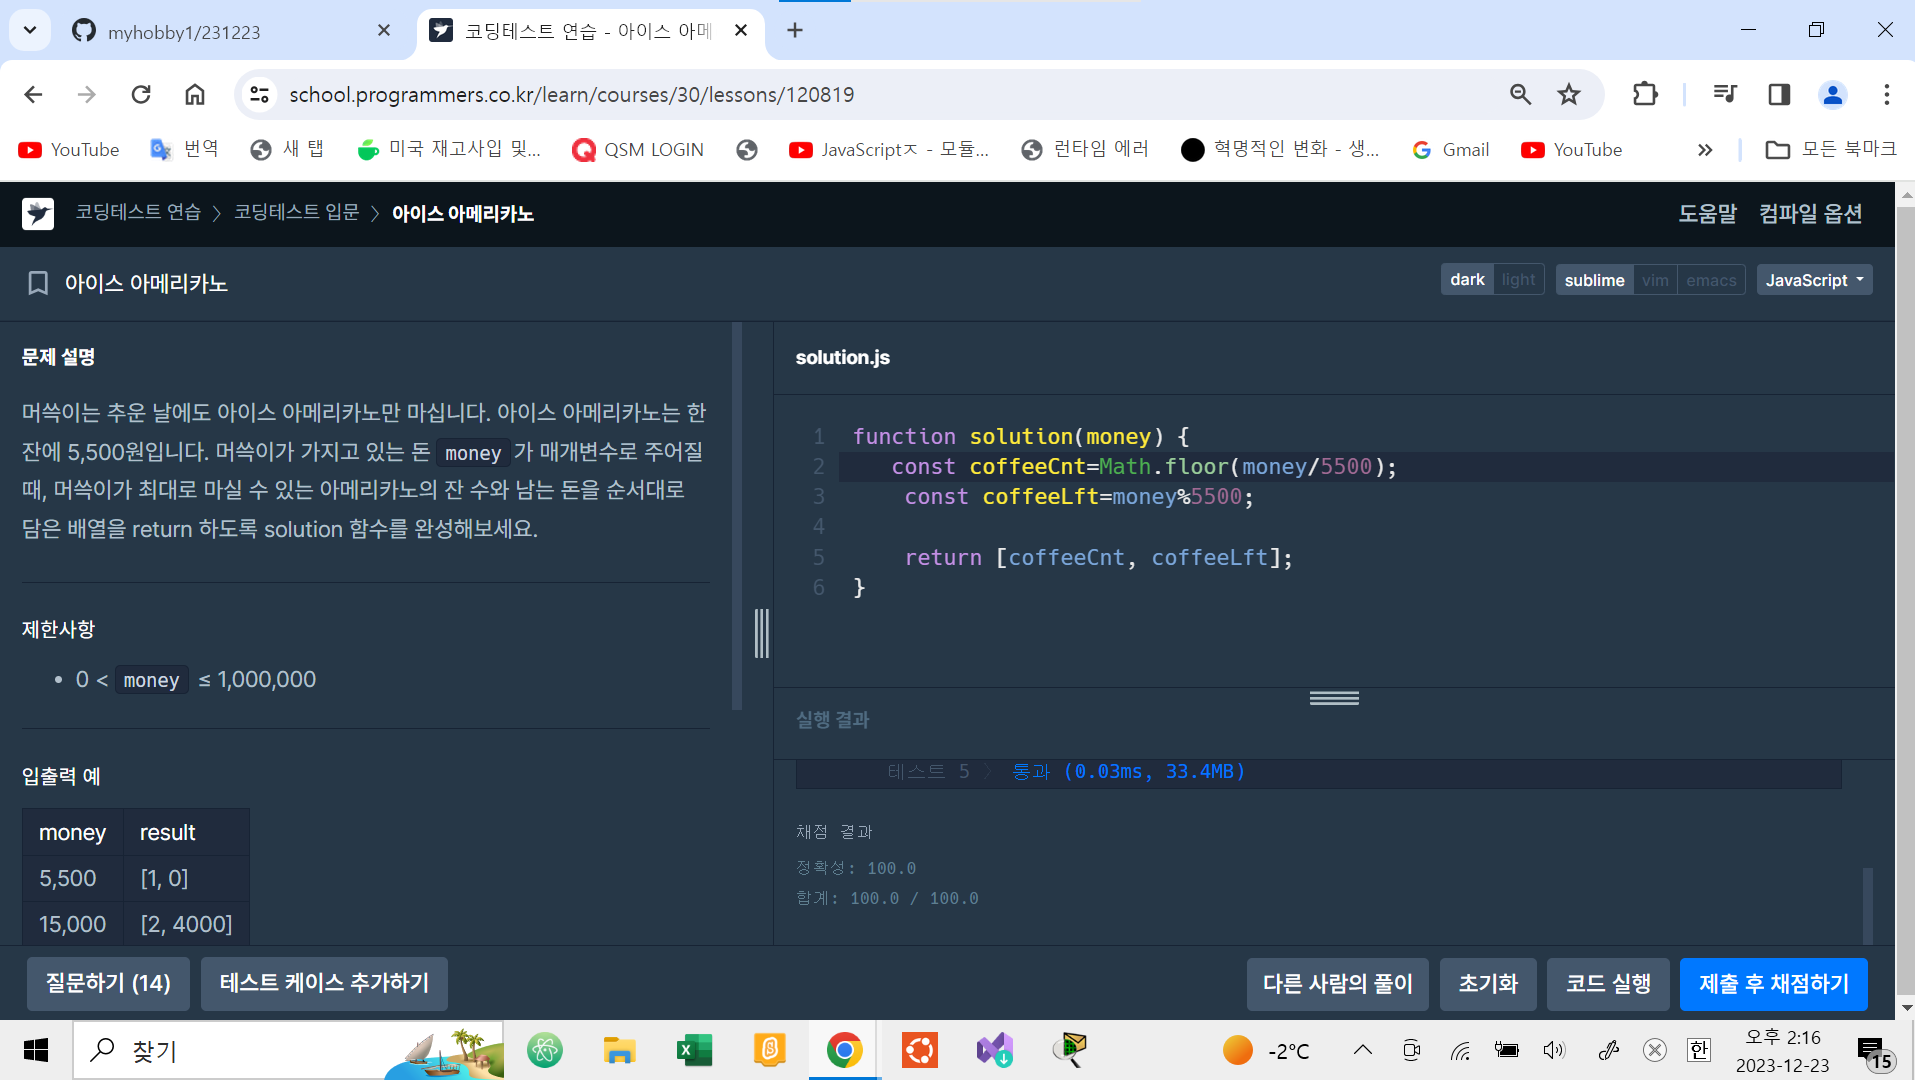 myhobby1/231223
코딩테스트 연습 - 아이스 아메
school.programmers.co.kr/learn/courses/30/lessons/120819
YouTube
번역
새 탭
미국 재고사입 및...
QSM LOGIN
JavaScriptㅈ - 모듈...
런타임 에러
혁명적인 변화 - 생...
Gmail
YouTube
모든 북마크
코딩테스트 연습 > 코딩테스트 입문 > 아이스 아메리카노
도움말 컴파일 옵션
아이스 아메리카노
dark light
sublime vim emacs
JavaScript
문제 설명
머쓱이는 추운 날에도 아이스 아메리카노만 마십니다. 아이스 아메리카노는 한
잔에 5,500원입니다. 머쓱이가 가지고 있는 돈 money 가 매개변수로 주어질
때, 머쓱이가 최대로 마실 수 있는 아메리카노의 잔 수와 남는 돈을 순서대로
담은 배열을 return 하도록 solution 함수를 완성해보세요.
제한사항
• 0 < money ≤ 1,000,000
입출력 예
money result
5,500 [1, 0]
15,000 [2, 4000]
solution.js
1 function solution(money) {
2 const coffeeCnt=Math.floor(money/5500);
3 const coffeeLft=money%5500;
4
5 return [coffeeCnt, coffeeLft];
6 }
실행 결과
테스트 5 > 통과 (0.03ms, 33.4MB)
채점 결과
정확성: 100.0
합계: 100.0 / 100.0
질문하기 (14)
테스트 케이스 추가하기
다른 사람의 풀이
초기화
코드 실행
제출 후 채점하기
찾기
-2°C
한
오후 2:16
2023-12-23
15